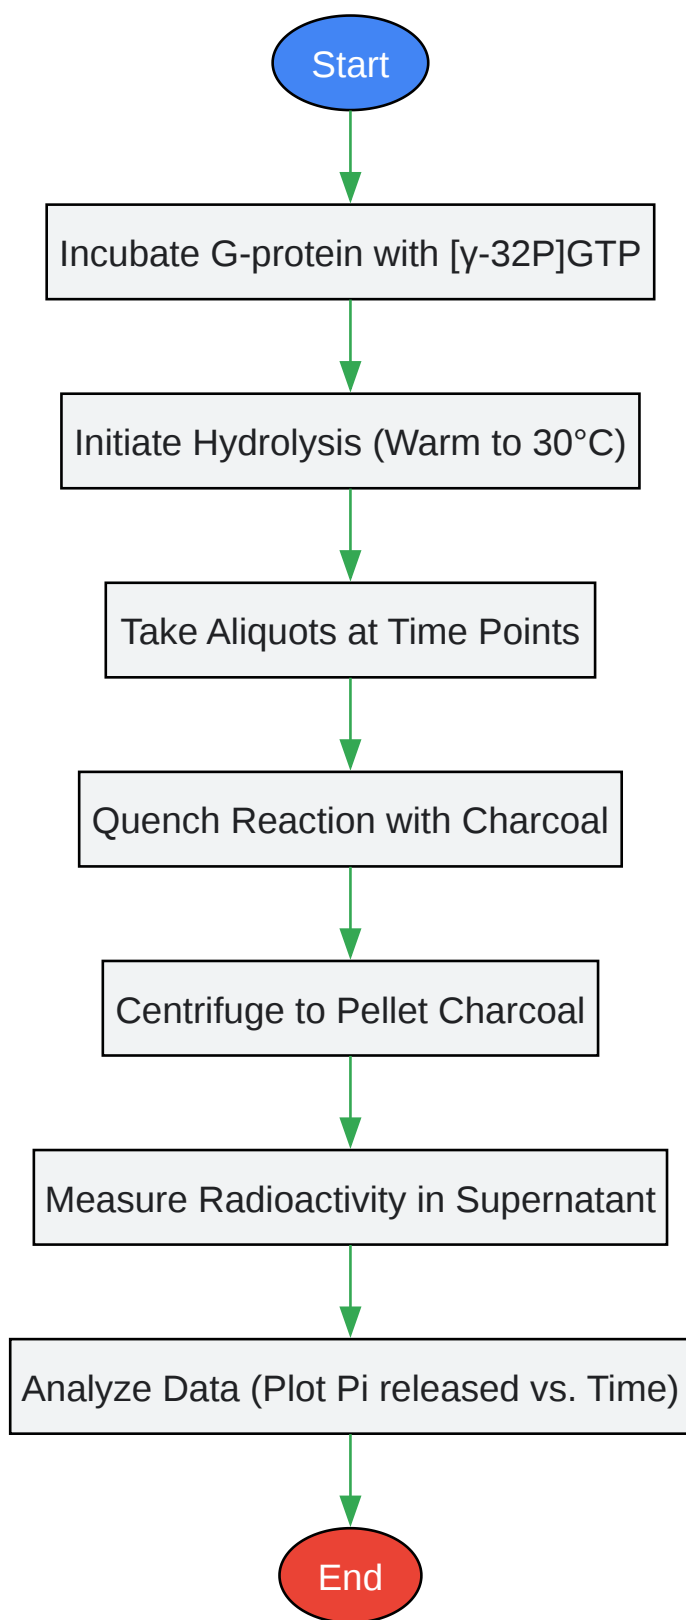 Start
Incubate G-protein with [γ-32P]GTP
Initiate Hydrolysis (Warm to 30°C)
Take Aliquots at Time Points
Quench Reaction with Charcoal
Centrifuge to Pellet Charcoal
Measure Radioactivity in Supernatant
Analyze Data (Plot Pi released vs. Time)
End